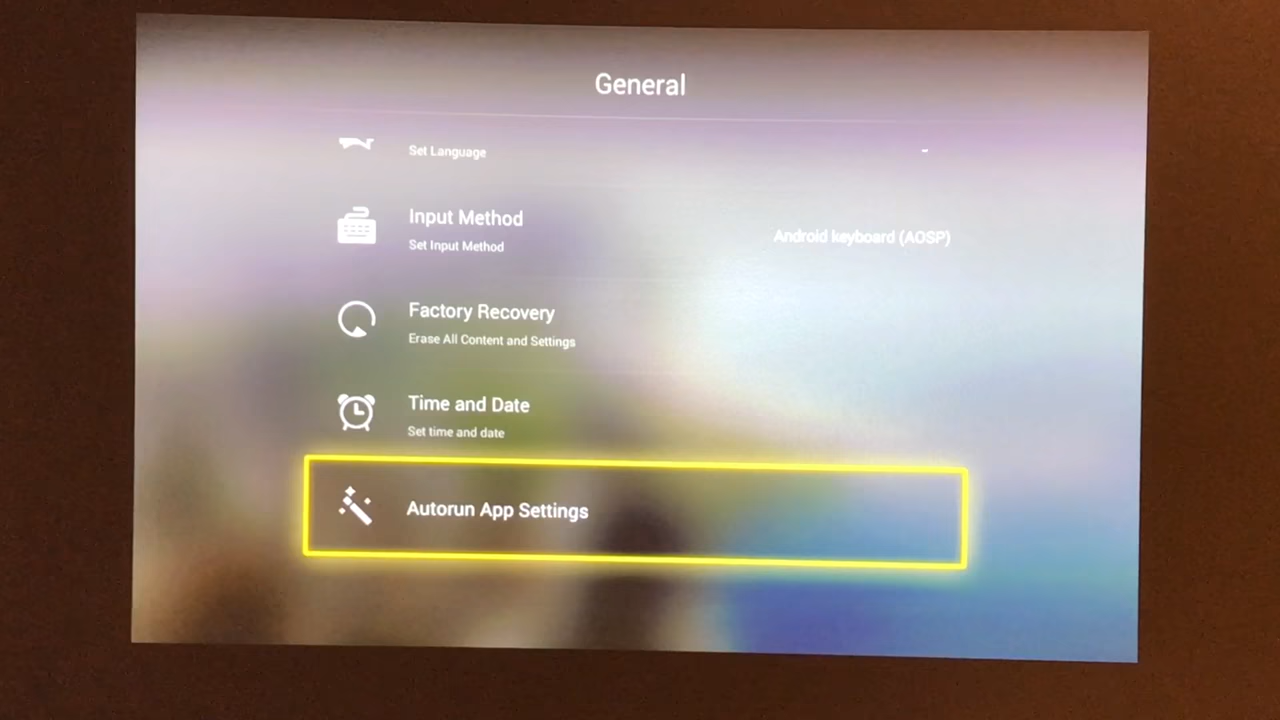 General
Set Language
Input Method
Set Input Method
Android keyboard (AOSP)
Factory Recovery
Erase All Content and Settings
Time and Date
Set time and date
Autorun App Settings